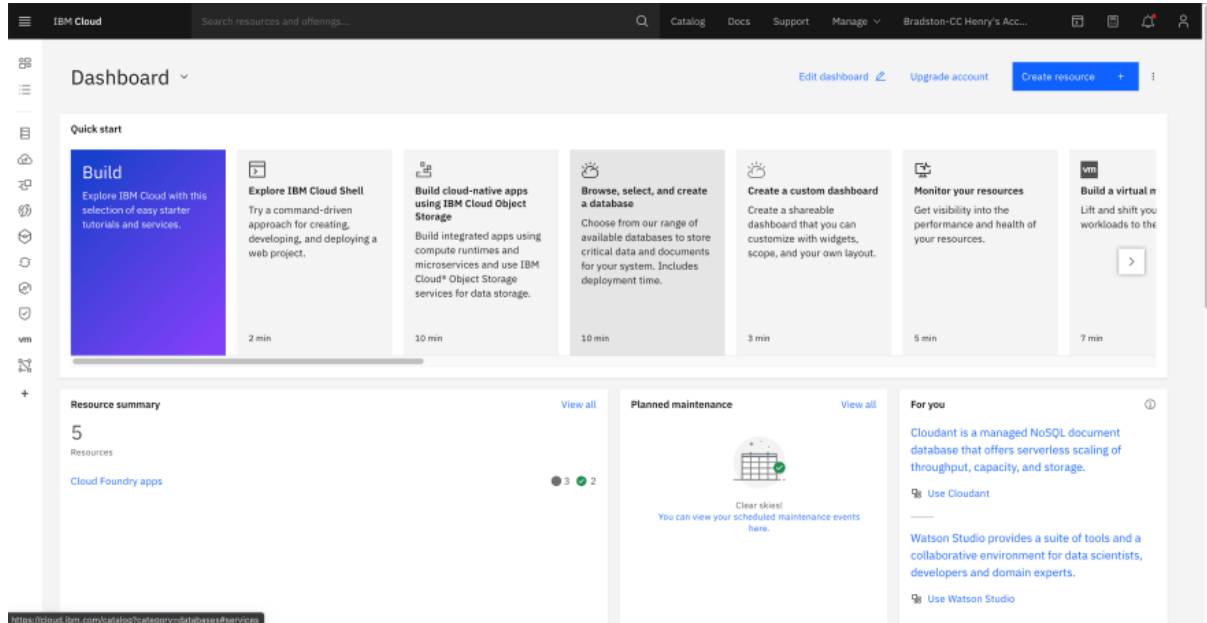 IBM Cloud
Search resources and offerings...
Catalog
Docs
Support
Manage
Bradston-CC Henry's Acc...
Dashboard
Edit dashboard
Upgrade account
Create resource +
Quick start
Build
Explore IBM Cloud with this
selection of easy starter
tutorials and services.
Explore IBM Cloud Shell
Try a command-driven
approach for creating,
developing, and deploying a
web project.
2 min
Build cloud-native apps
using IBM Cloud Object
Storage
Build integrated apps using
compute runtimes and
microservices and use IBM
Cloud® Object Storage
services for data storage.
10 min
Browse, select, and create
a database
Choose from our range of
available databases to store
critical data and documents
for your system. Includes
deployment time.
10 min
Create a custom dashboard
Create a shareable
dashboard that you can
customize with widgets,
scope, and your own layout.
3 min
Monitor your resources
Get visibility into the
performance and health of
your resources.
5 min
vm
Build a virtual m
Lift and shift you
workloads to the
7 min
vm
Resource summary
View all
5
Resources
Cloud Foundry apps
3 2
Planned maintenance
View all
Clear skies!
You can view your scheduled maintenance events
here.
For you
Cloudant is a managed NoSQL document
database that offers serverless scaling of
throughput, capacity, and storage.
Use Cloudant
Watson Studio provides a suite of tools and a
collaborative environment for data scientists,
developers and domain experts.
Use Watson Studio
https://cloud.ibm.com/catalog?category=databases#services